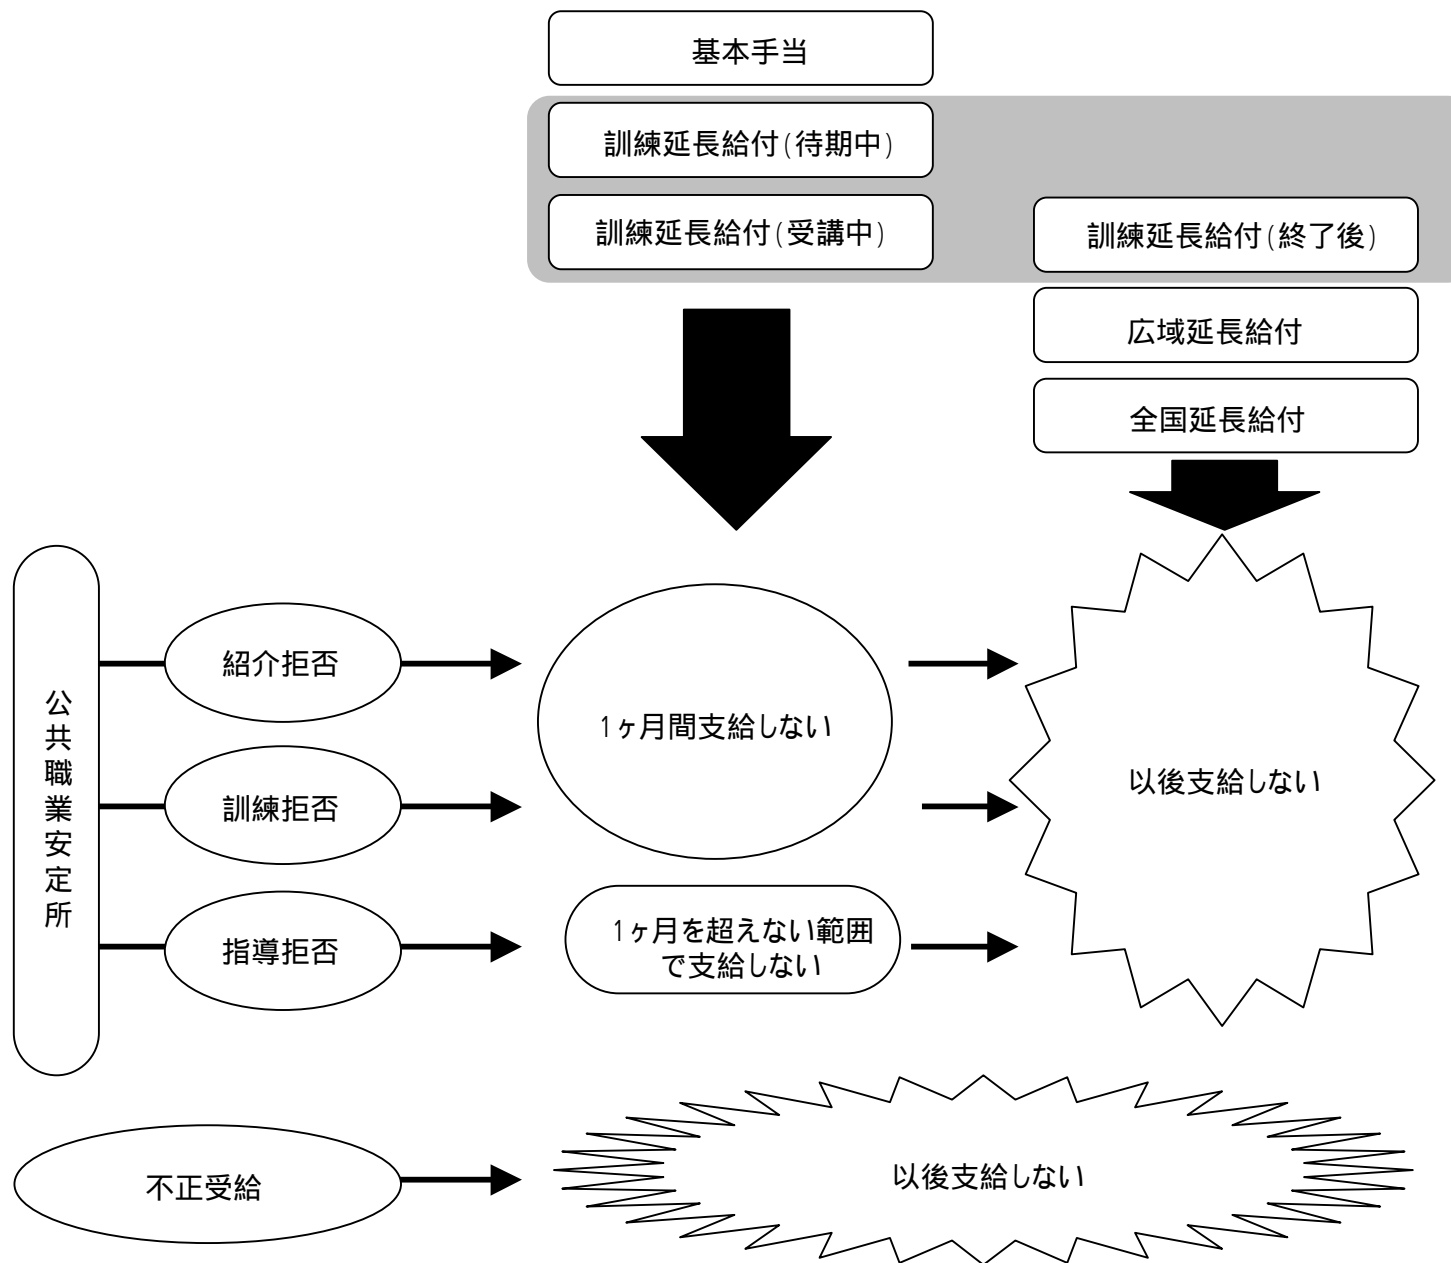 基本手当
訓練延長給付(待期中)
訓練延長給付(受講中)
訓練延長給付(終了後)
広域延長給付
全国延長給付
公共職業安定所
紹介拒否
訓練拒否
指導拒否
1ヶ月間支給しない
1ヶ月を超えない範囲
で支給しない
以後支給しない
不正受給
以後支給しない